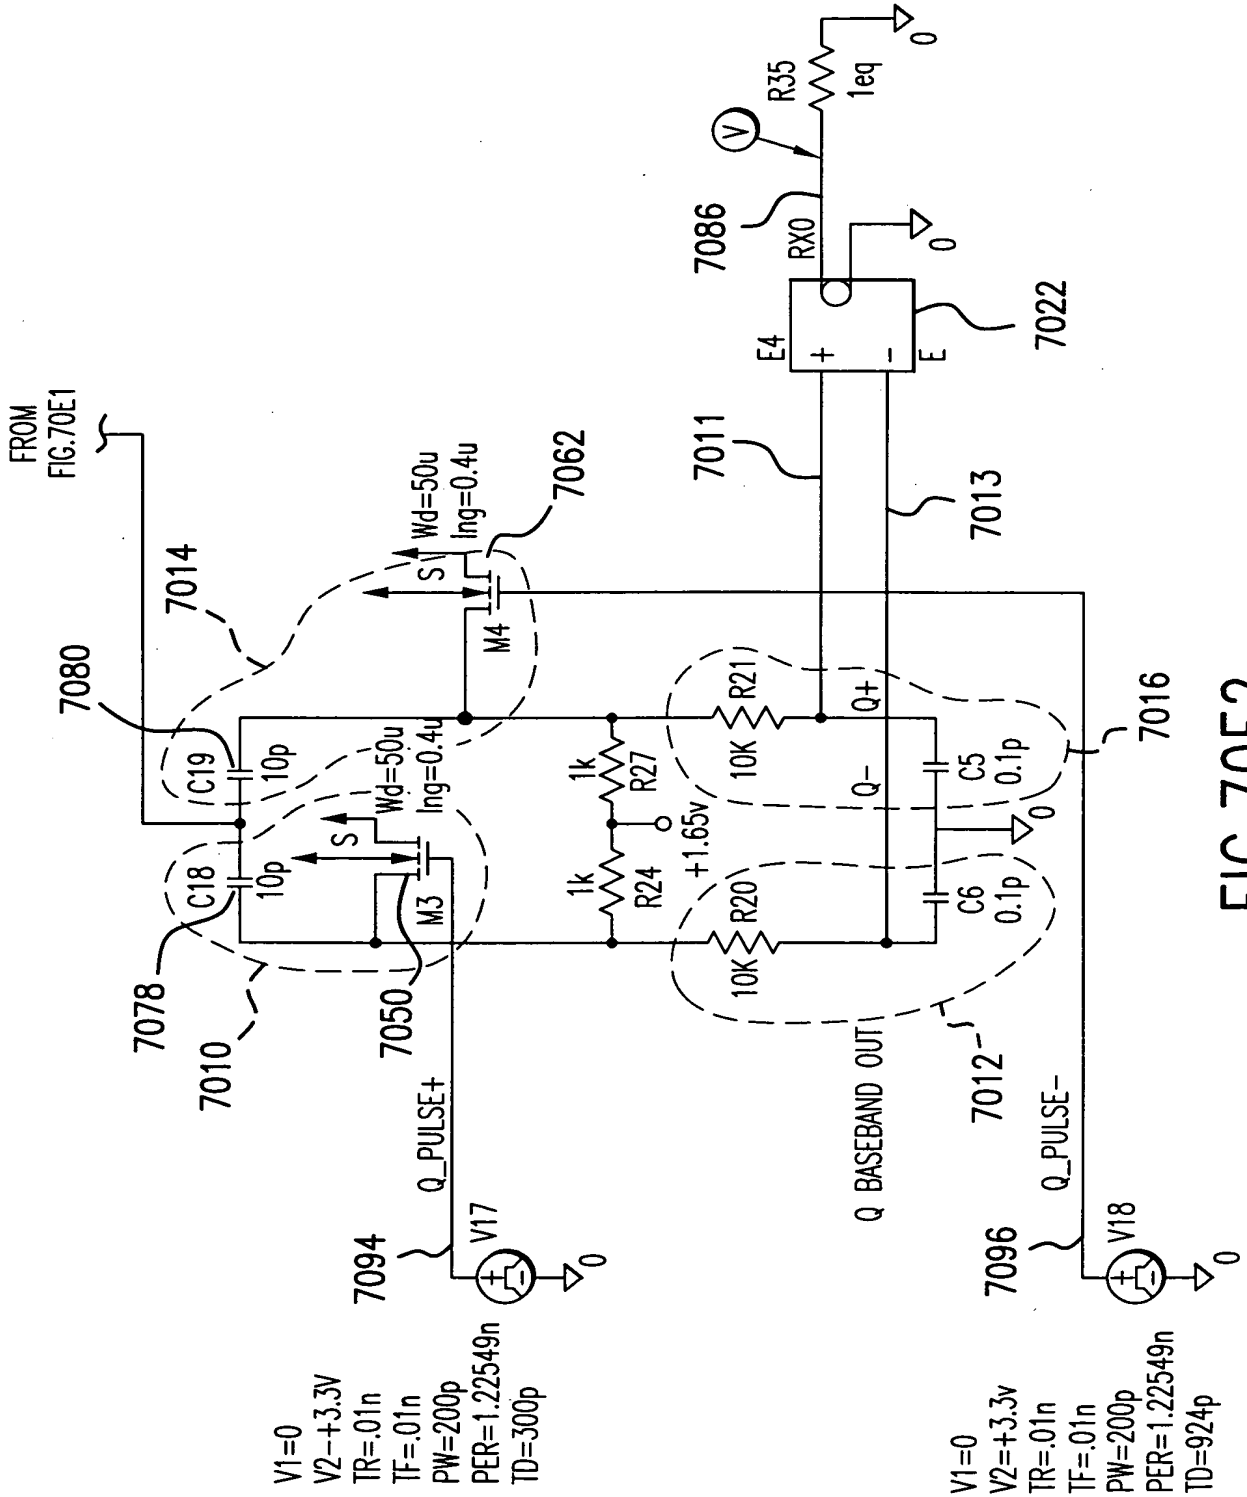 FROM
FIG.70E1
7014
7080
7078
7010
C19
10p
C18
10p
S
Wd=50u
lng=0.4u
M4
7062
S
Wd=50u
lng=0.4u
M3
7050
1k
R27
1k
R24
+1.65v
R21
10K
R20
10K
Q+
Q-
C5
0.1p
C6
0.1p
0
7016
7012
7011
7013
E4
+
-
E
7022
RX0
7086
V
R35
1eq
0
0
Q_PULSE+
7094
V17
+
-
0
V1=0
V2-+3.3V
TR=.01n
TF=.01n
PW=200p
PER=1.22549n
TD=300p
Q BASEBAND OUT
Q_PULSE-
7096
V18
+
-
0
V1=0
V2=+3.3v
TR=.01n
TF=.01n
PW=200p
PER=1.22549n
TD=924p